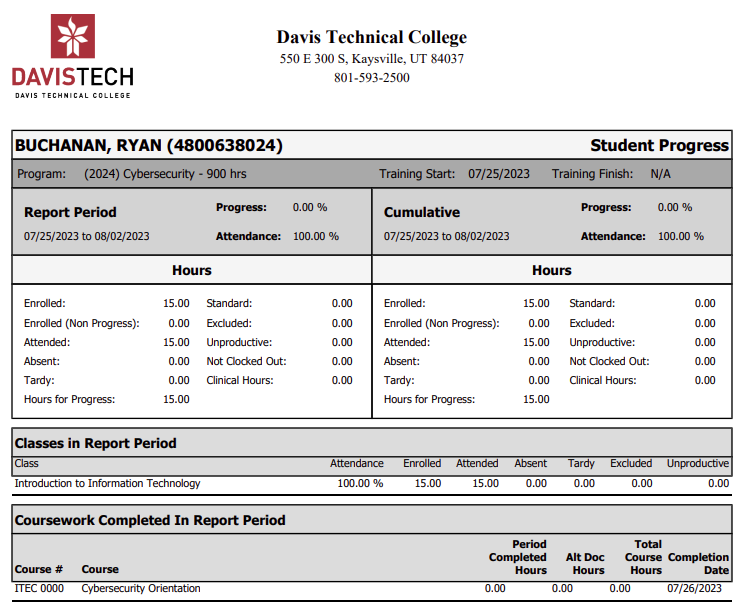 DAVISTECH
DAVIS TECHNICAL COLLEGE
Davis Technical College
550 E 300 S, Kaysville, UT 84037
801-593-2500
BUCHANAN, RYAN (4800638024) Student Progress
Program: (2024) Cybersecurity - 900 hrs Training Start: 07/25/2023 Training Finish: N/A
Report Period Progress: 0.00 % Cumulative Progress: 0.00 %
07/25/2023 to 08/02/2023 Attendance: 100.00 % 07/25/2023 to 08/02/2023 Attendance: 100.00 %
Hours Hours
Enrolled: 15.00 Standard: 0.00 Enrolled: 15.00 Standard: 0.00
Enrolled (Non Progress): 0.00 Excluded: 0.00 Enrolled (Non Progress): 0.00 Excluded: 0.00
Attended: 15.00 Unproductive: 0.00 Attended: 15.00 Unproductive: 0.00
Absent: 0.00 Not Clocked Out: 0.00 Absent: 0.00 Not Clocked Out: 0.00
Tardy: 0.00 Clinical Hours: 0.00 Tardy: 0.00 Clinical Hours: 0.00
Hours for Progress: 15.00 Hours for Progress: 15.00
Classes in Report Period
Class Attendance Enrolled Attended Absent Tardy Excluded Unproductive
Introduction to Information Technology 100.00 % 15.00 15.00 0.00 0.00 0.00 0.00
Coursework Completed In Report Period
Period Total
Completed Alt Doc Course Completion
Course # Course Hours Hours Hours Date
ITEC 0000 Cybersecurity Orientation 0.00 0.00 0.00 07/26/2023